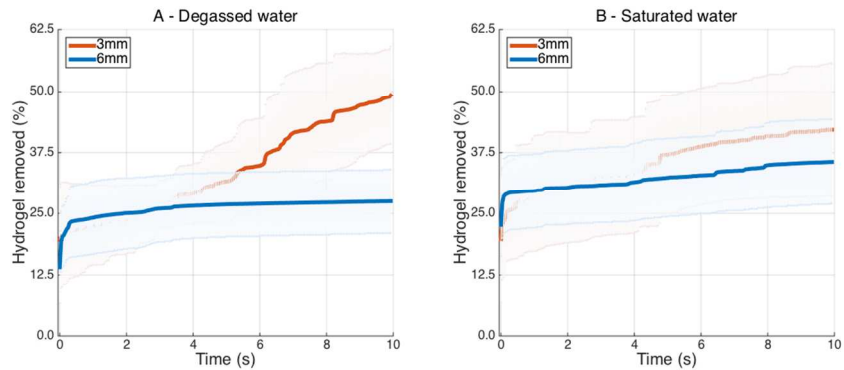 A - Degassed water
62.5
50.0
37.5
25.0
12.5
0.0
Hydrogel removed (%)
3mm
6mm
0 2 4 6 8 10
Time (s)
B - Saturated water
62.5
50.0
37.5
25.0
12.5
0.0
Hydrogel removed (%)
3mm
6mm
0 2 4 6 8 10
Time (s)